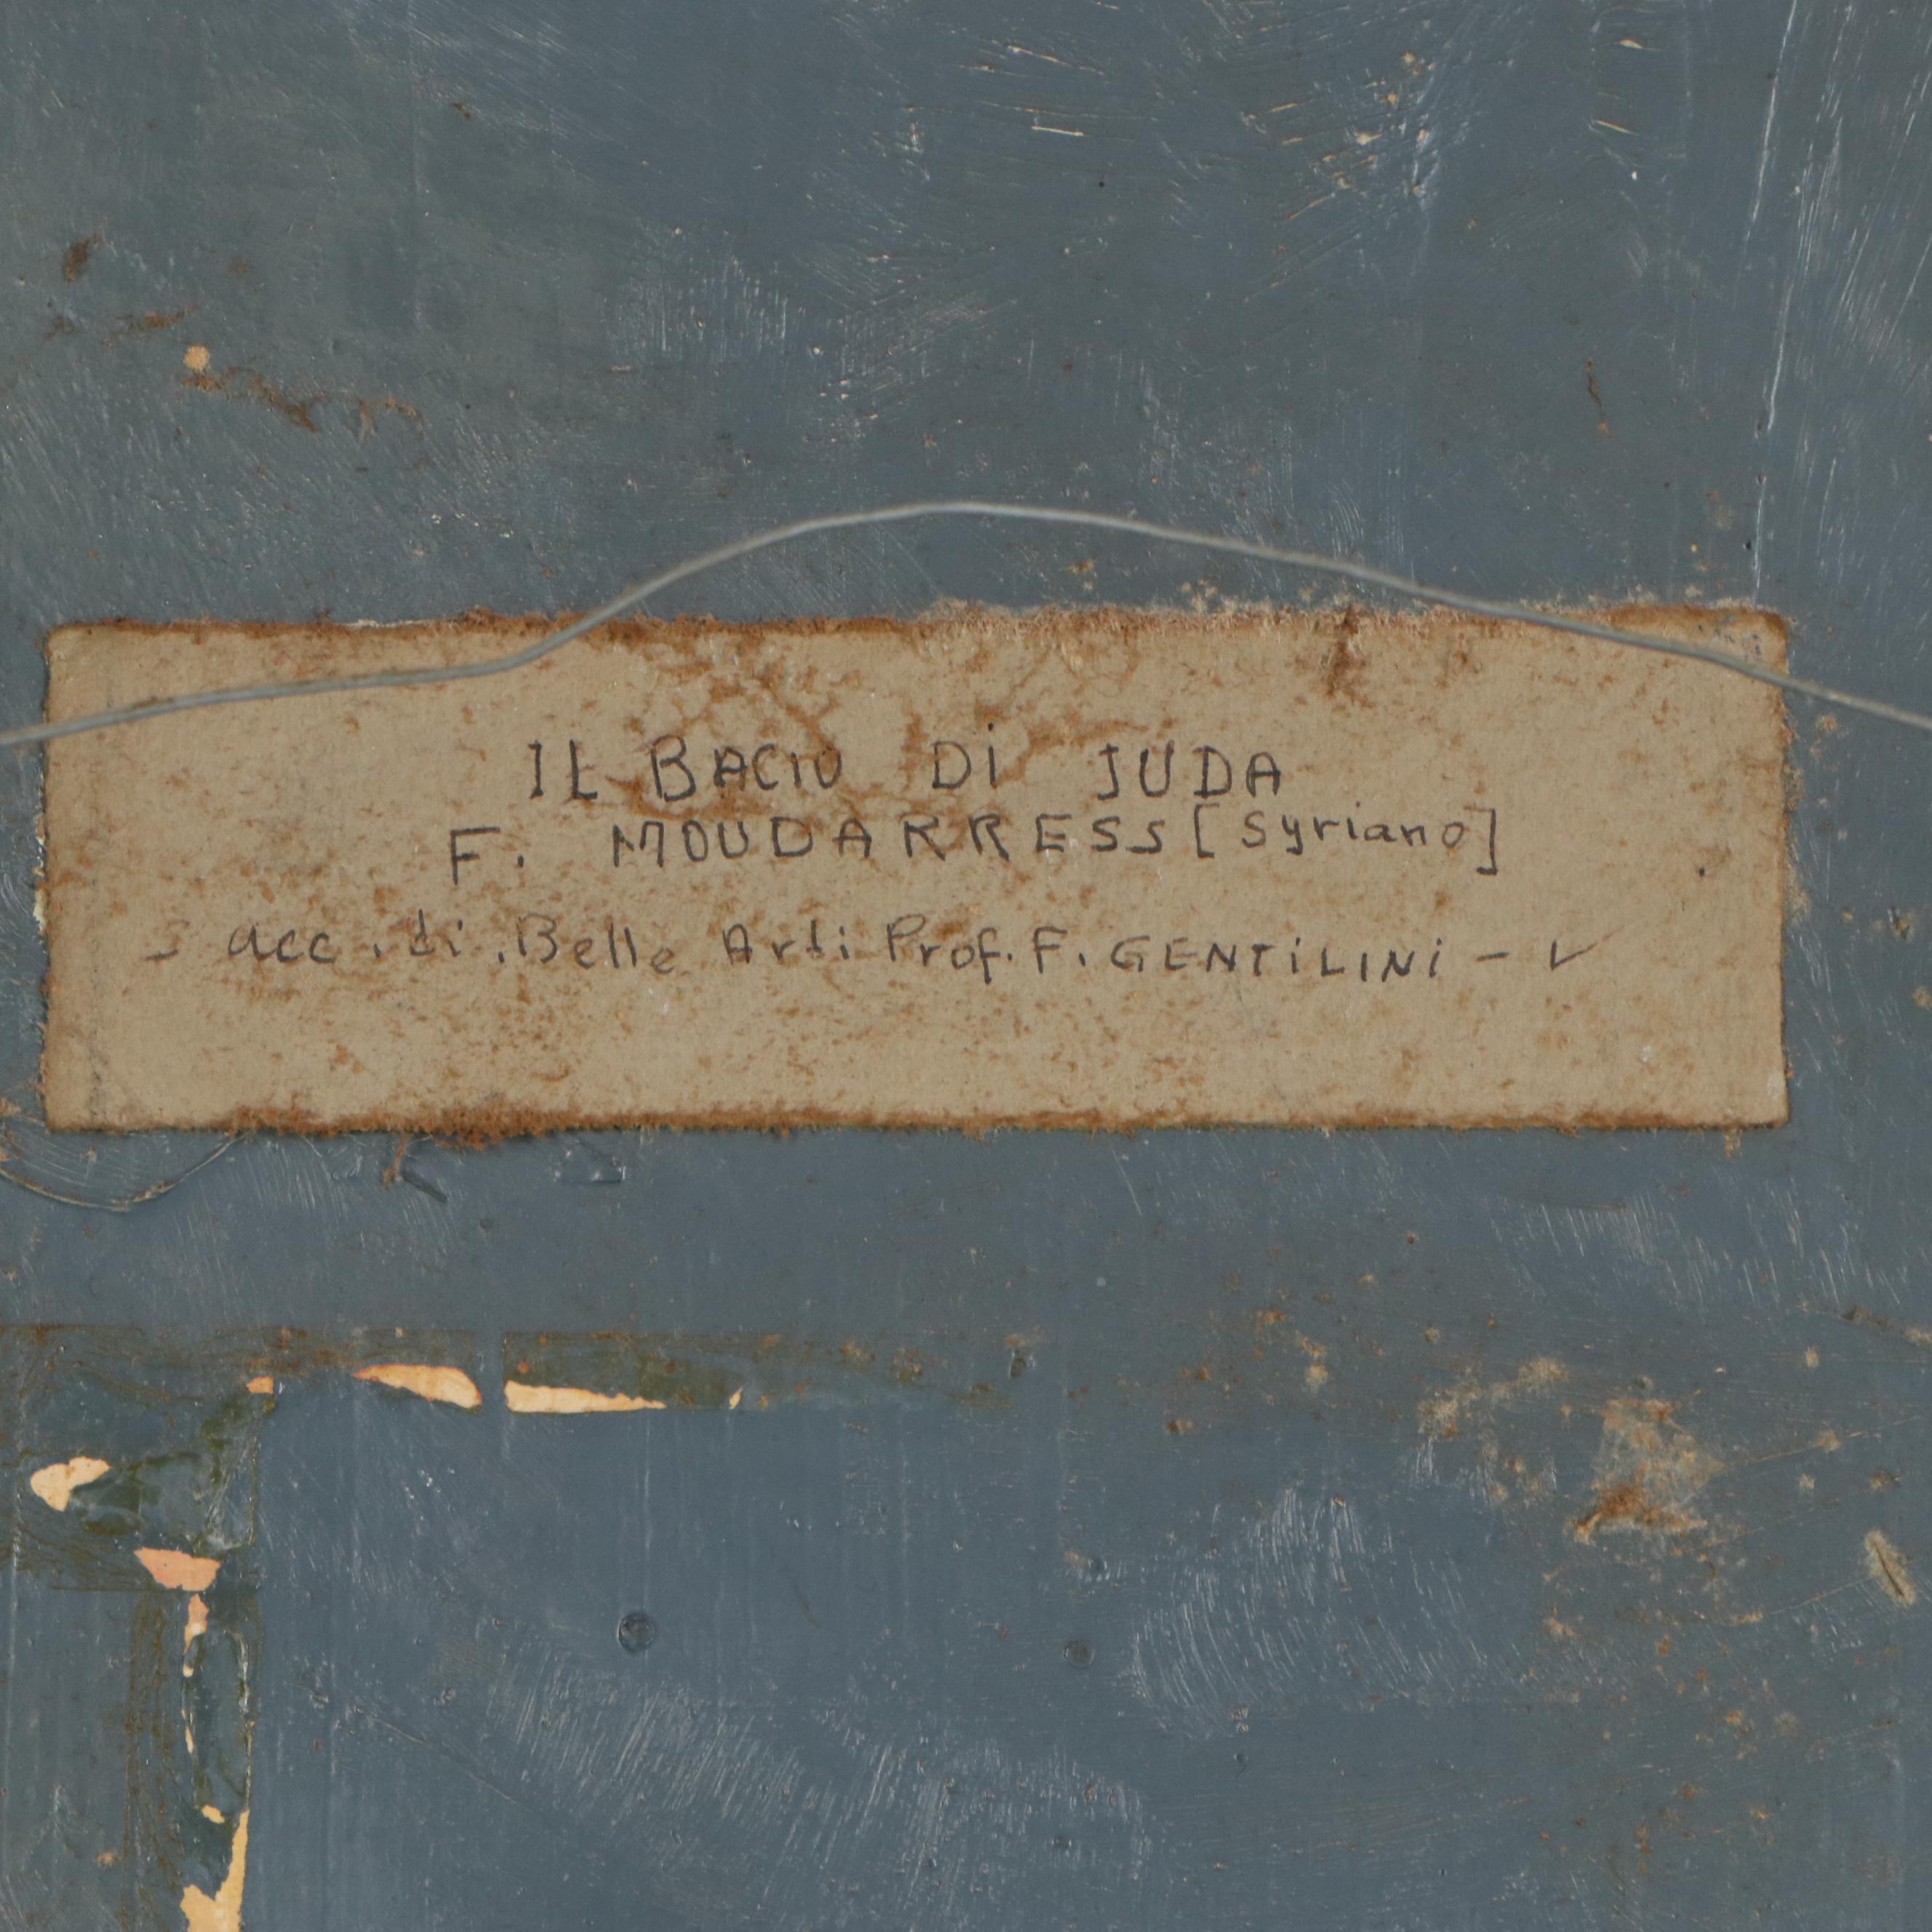 IL BACIO DI JUDA
F. MOUDARRESS [Syriano]
acc. di. Belle Arti Prof. F. GENTILINI - V